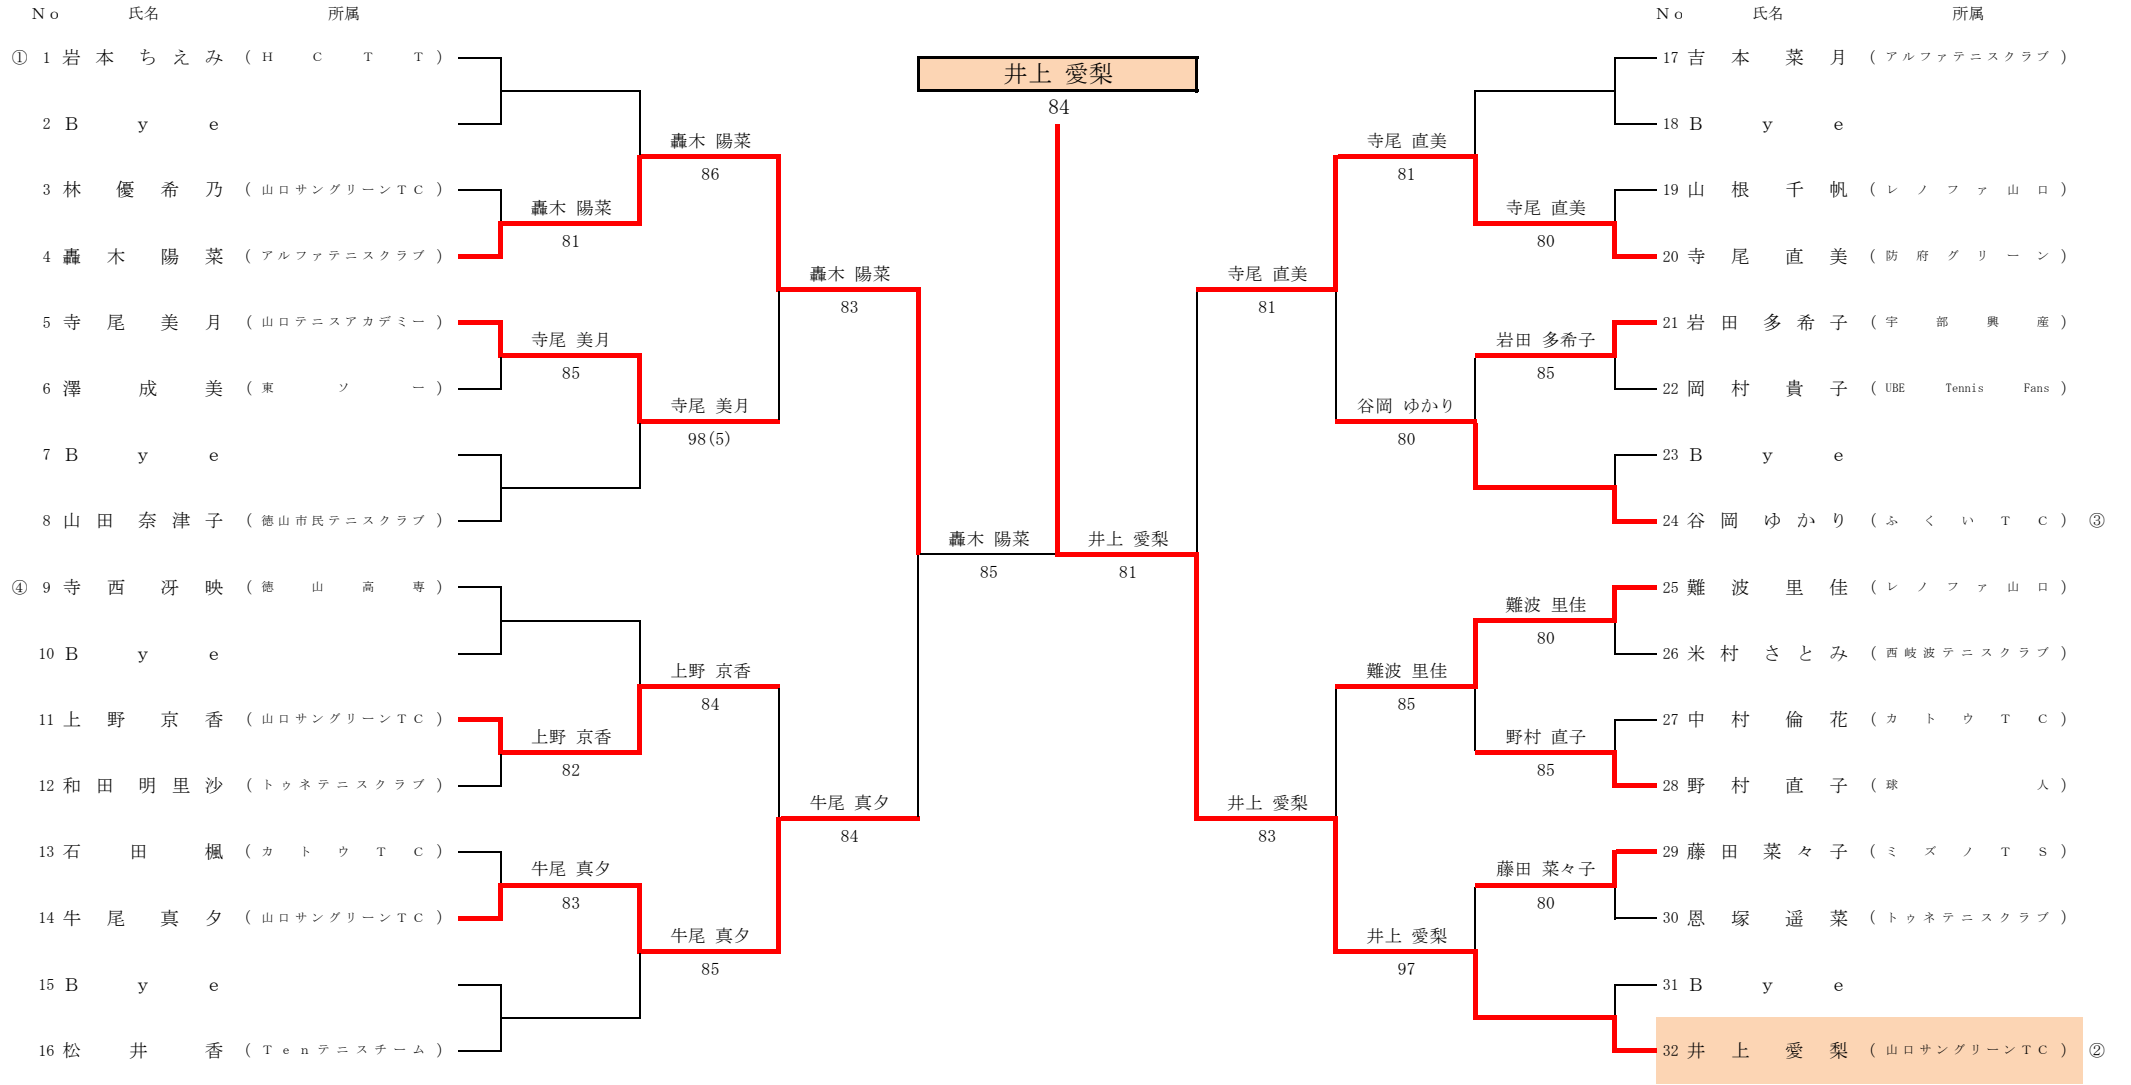 No 氏名 所属
① 1 岩本 ちえみ (HCTT)
2 Bye
3 林 優希乃 (山口サングリーンTC)
4 轟木 陽菜 (アルファテニスクラブ)
5 寺尾 美月 (山口テニスアカデミー)
6 澤 成美 (東ソー)
7 Bye
8 山田 奈津子 (徳山市民テニスクラブ)
④ 9 寺西 冴映 (徳山高専)
10 Bye
11 上野 京香 (山口サングリーンTC)
12 和田 明里沙 (トゥネテニスクラブ)
13 石田 楓 (カトウTC)
14 牛尾 真夕 (山口サングリーンTC)
15 Bye
16 松井 香 (Tenテニスチーム)
轟木 陽菜
81
寺尾 美月
85
上野 京香
82
牛尾 真夕
83
轟木 陽菜
86
寺尾 美月
98(5)
上野 京香
84
牛尾 真夕
85
轟木 陽菜
83
牛尾 真夕
84
轟木 陽菜
85
井上 愛梨
84
井上 愛梨
81
寺尾 直美
81
井上 愛梨
83
寺尾 直美
81
谷岡 ゆかり
80
難波 里佳
85
井上 愛梨
97
寺尾 直美
80
岩田 多希子
85
難波 里佳
80
野村 直子
85
藤田 菜々子
80
No 氏名 所属
17 吉本 菜月 (アルファテニスクラブ)
18 Bye
19 山根 千帆 (レノファ山口)
20 寺尾 直美 (防府グリーン)
21 岩田 多希子 (宇部興産)
22 岡村 貴子 (UBE Tennis Fans)
23 Bye
24 谷岡 ゆかり (ふくいTC) ③
25 難波 里佳 (レノファ山口)
26 米村 さとみ (西岐波テニスクラブ)
27 中村 倫花 (カトウTC)
28 野村 直子 (球人)
29 藤田 菜々子 (ミズノTS)
30 恩塚 遥菜 (トゥネテニスクラブ)
31 Bye
32 井上 愛梨 (山口サングリーンTC) ②